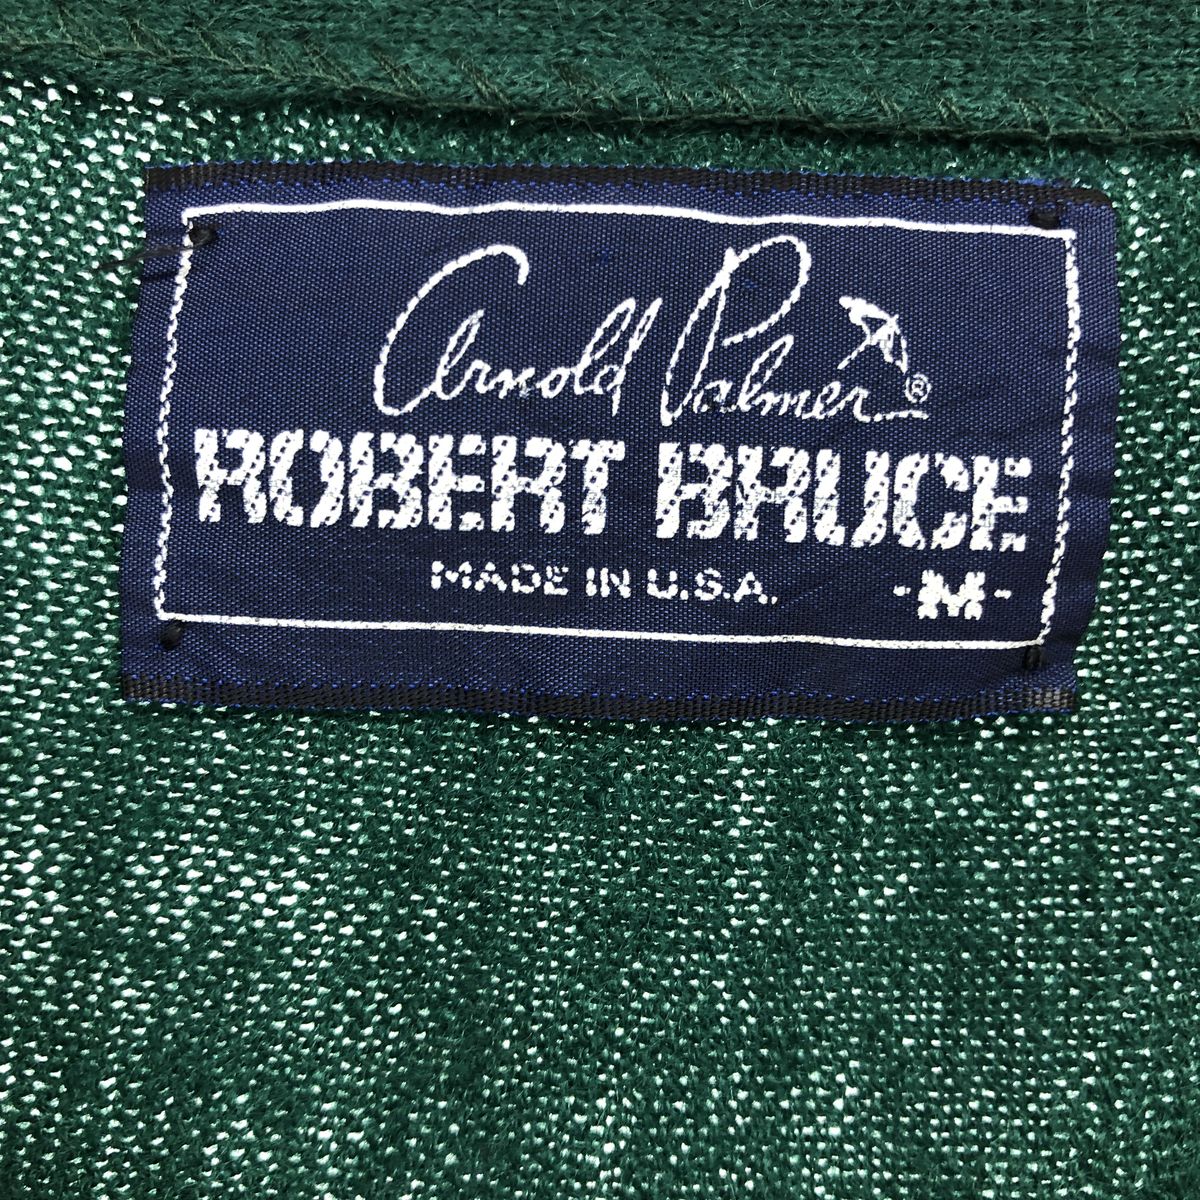 Arnold Palmer ®
ROBERT BRUCE
MADE IN U.S.A. -M-